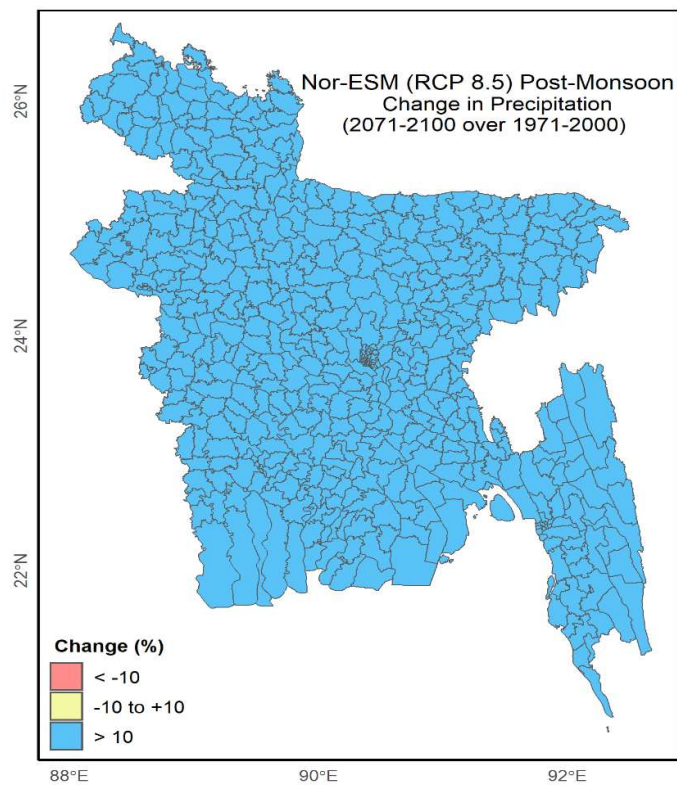 Nor-ESM (RCP 8.5) Post-Monsoon
Change in Precipitation
(2071-2100 over 1971-2000)
26°N
24°N
22°N
Change (%)
< -10
-10 to +10
> 10
88°E
90°E
92°E